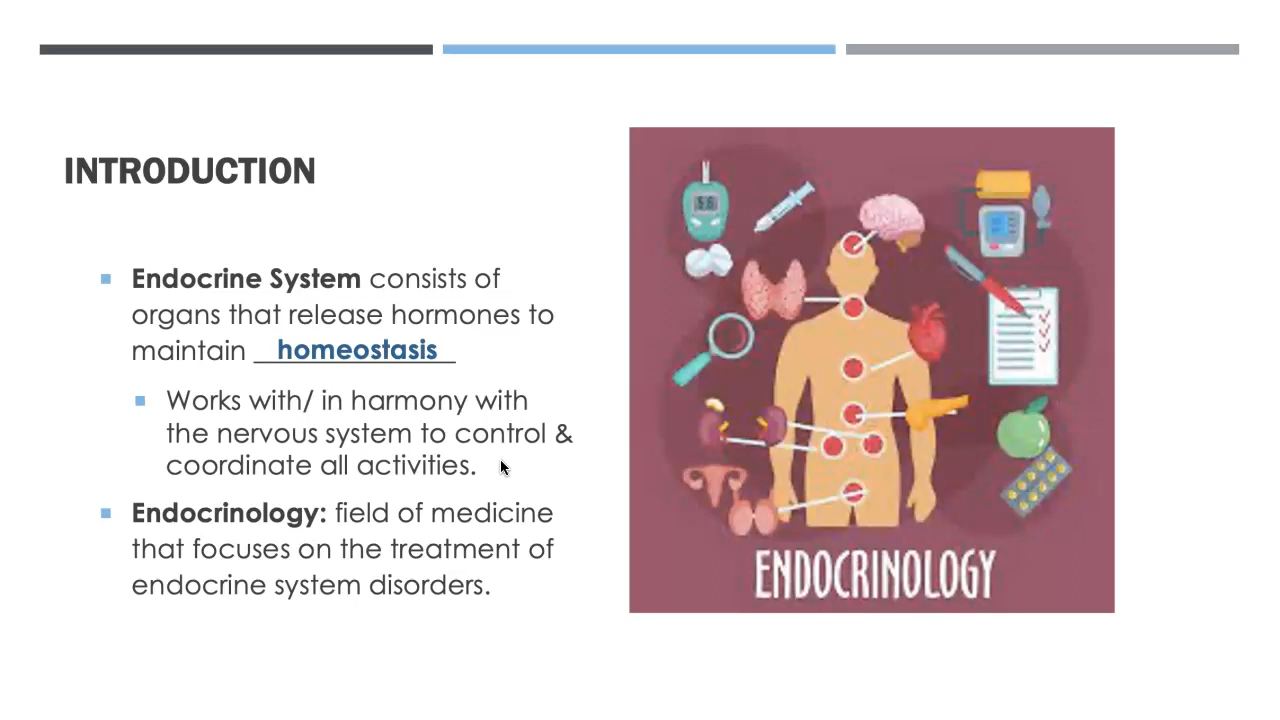 INTRODUCTION
Endocrine System consists of
organs that release hormones to
maintain homeostasis
Works with/ in harmony with
the nervous system to control &
coordinate all activities.
Endocrinology: field of medicine
that focuses on the treatment of
endocrine system disorders.
ENDOCRINOLOGY